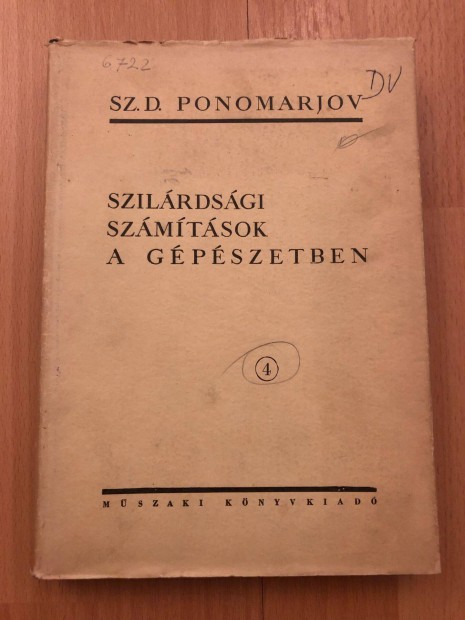 6722
DV
SZ.D. PONOMARJOV
SZILÁRDSÁGI
SZÁMÍTÁSOK
A GÉPÉSZETBEN
4
MŰSZAKI KÖNYVKIADÓ